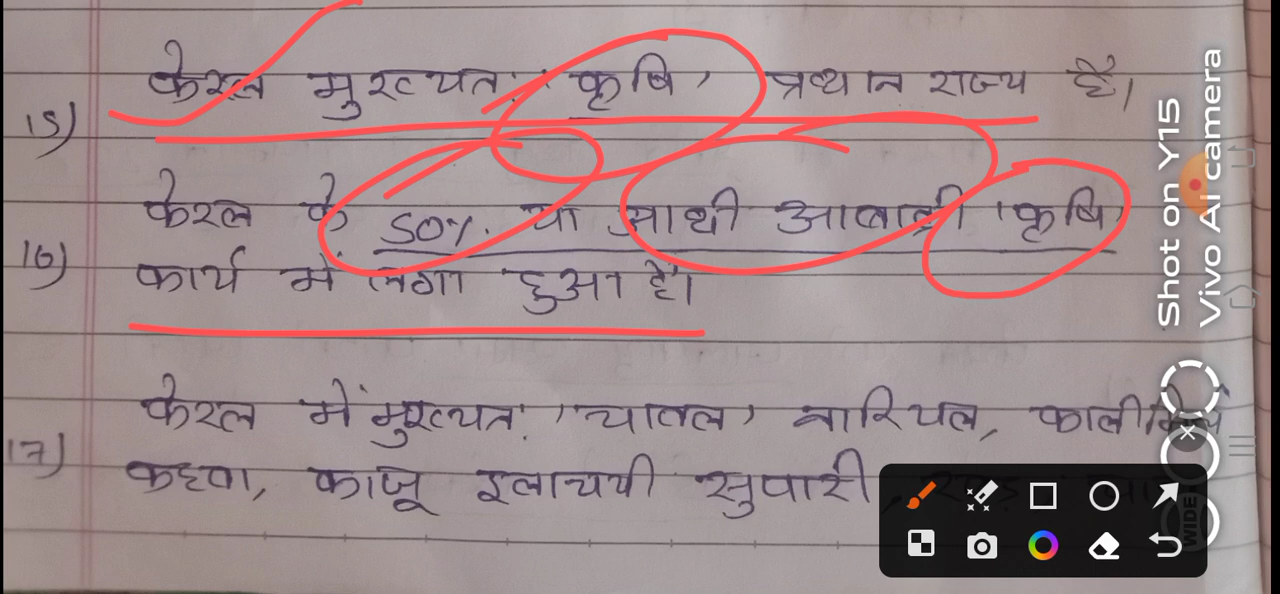 15) केरल मुख्यतः 'कृषि' प्रधान राज्य है।
16) केरल के 50% या आधी आबादी 'कृषि'
कार्य में लगा हुआ है।
17) केरल में मुख्यतः 'चावल' नारियल,
कहवा, काजू इलायची सुपारी,
Shot on Y15
Vivo AI camera
WIDE